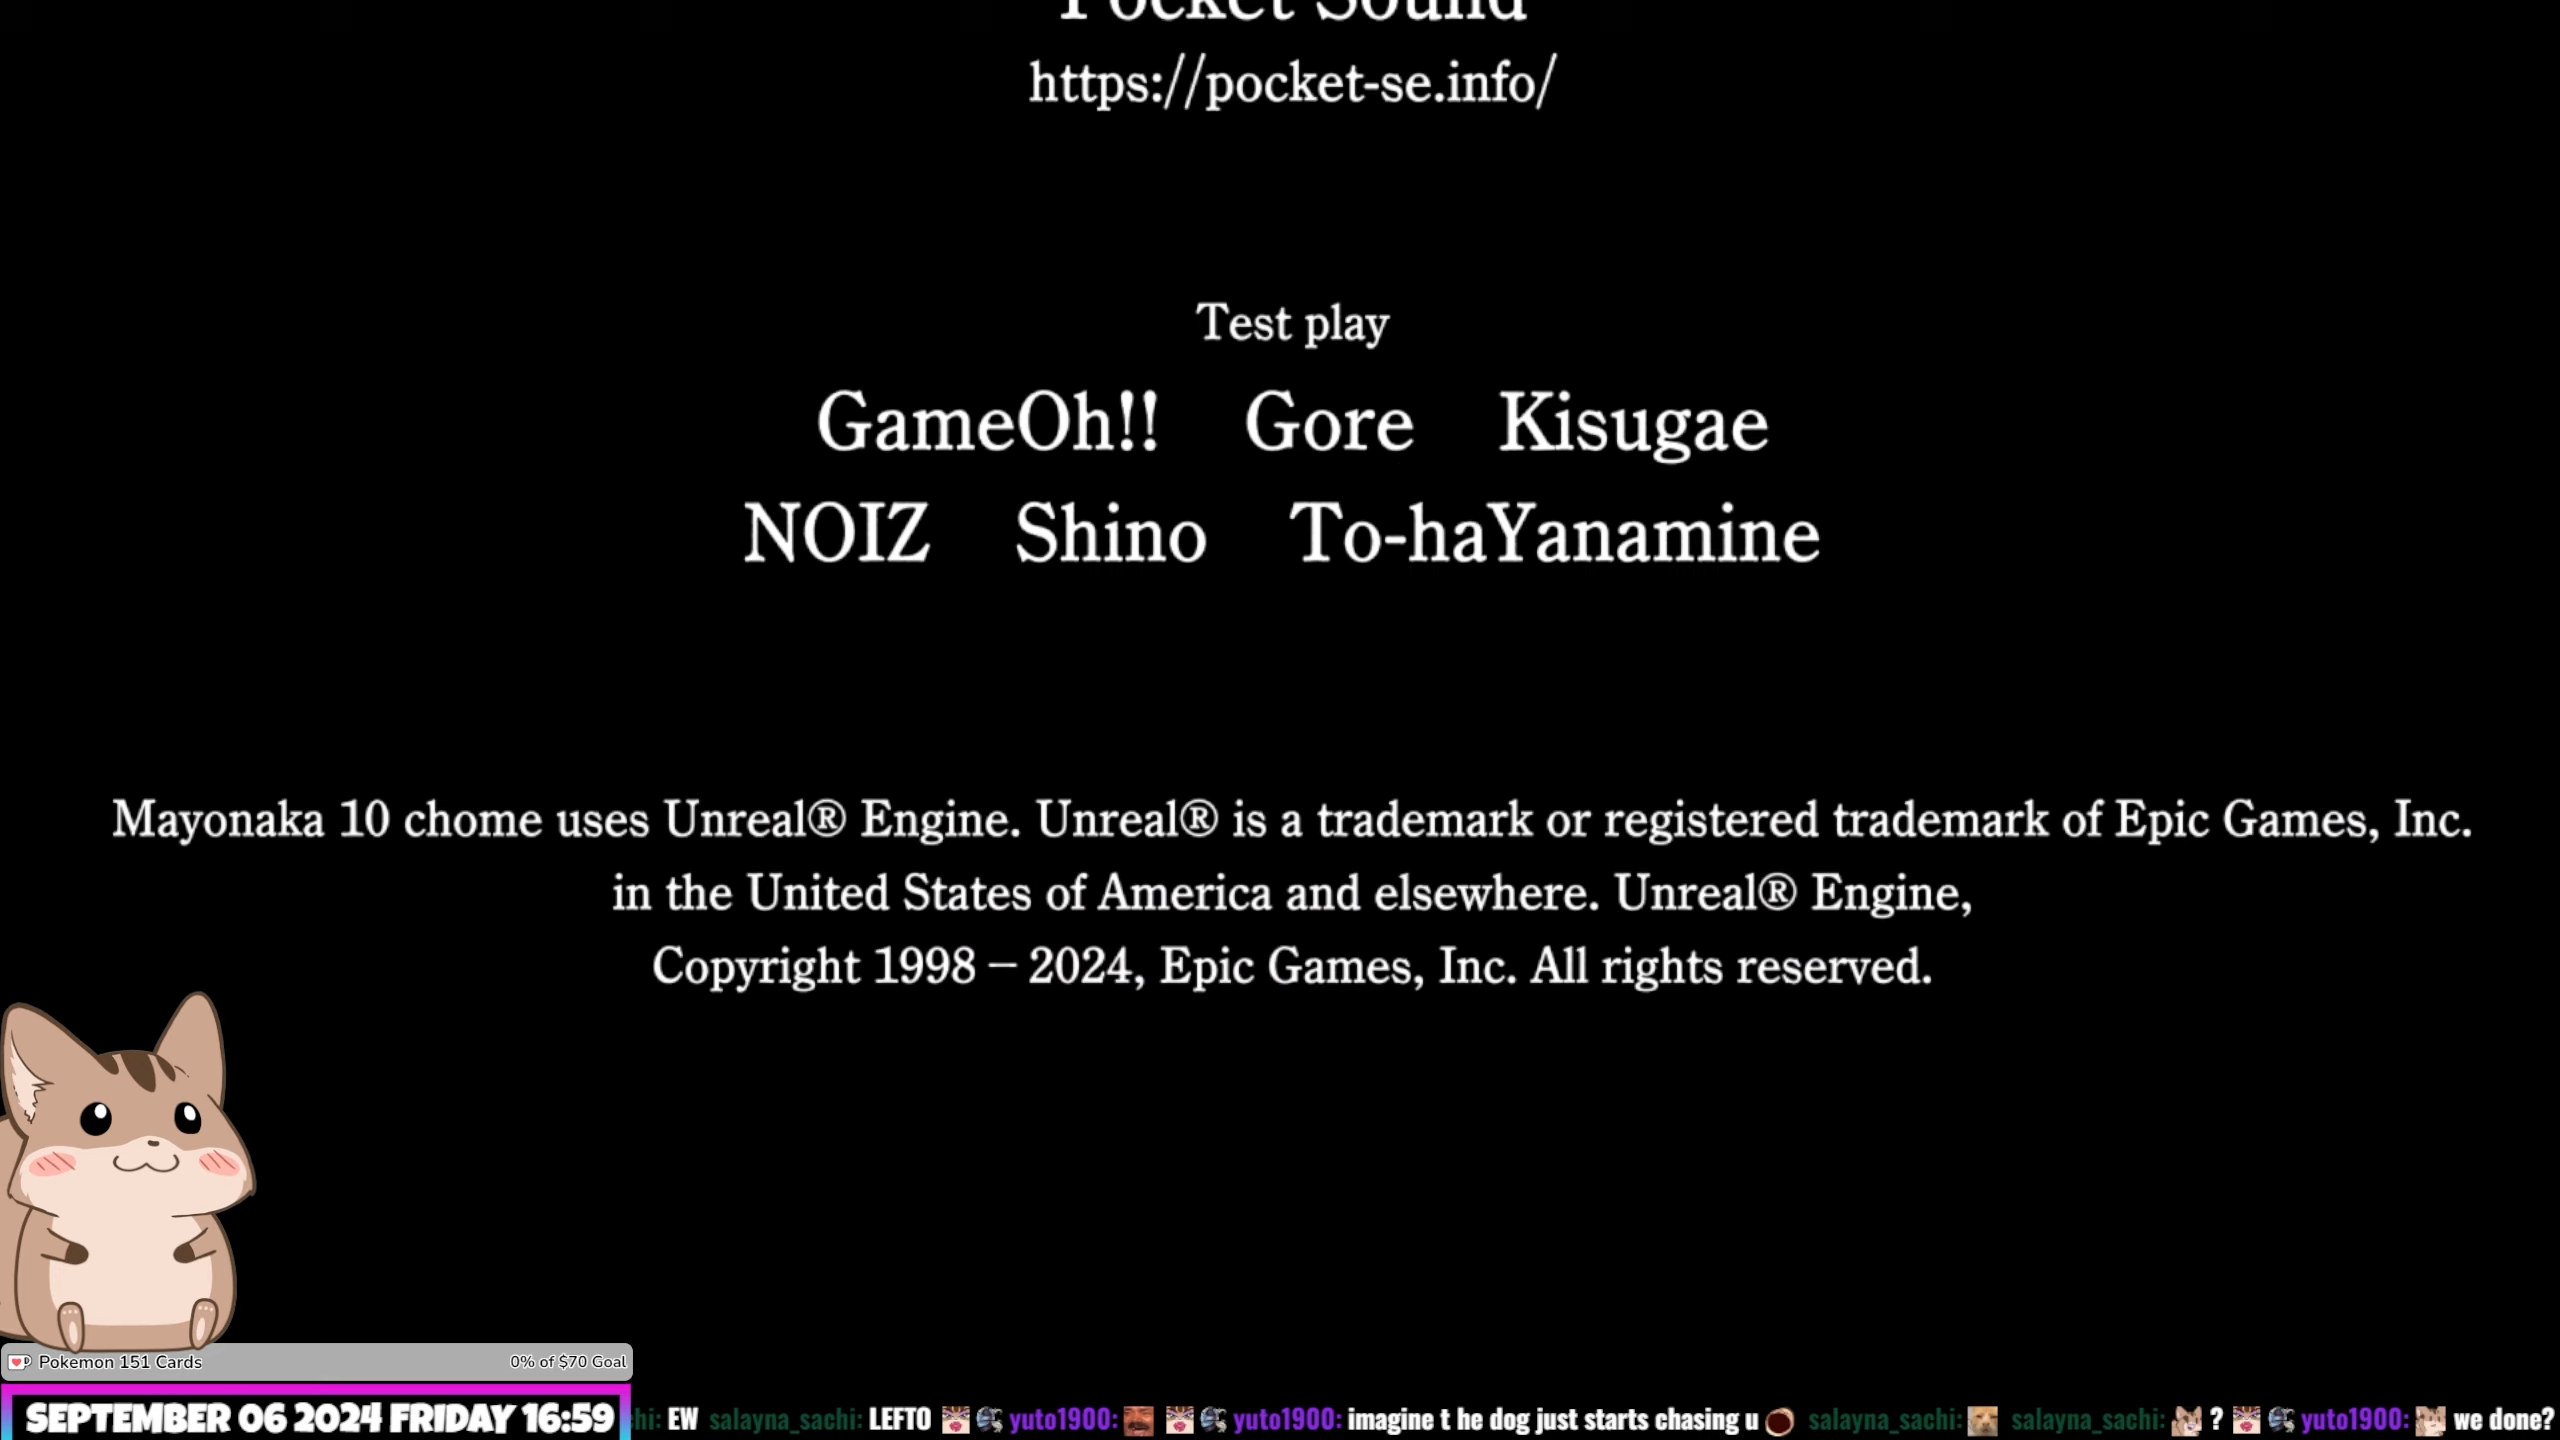 Pocket Sound
https://pocket-se.info/
Test play
GameOh!! Gore Kisugae
NOIZ Shino To-haYanamine
Mayonaka 10 chome uses Unreal® Engine. Unreal® is a trademark or registered trademark of Epic Games, Inc.
in the United States of America and elsewhere. Unreal® Engine,
Copyright 1998 – 2024, Epic Games, Inc. All rights reserved.
Pokemon 151 Cards 0% of $70 Goal
SEPTEMBER 06 2024 FRIDAY 16:59 hi: EW salayna_sachi: LEFTO yuto1900: yuto1900: imagine t he dog just starts chasing u salayna_sachi: salayna_sachi: ? yuto1900: we done?